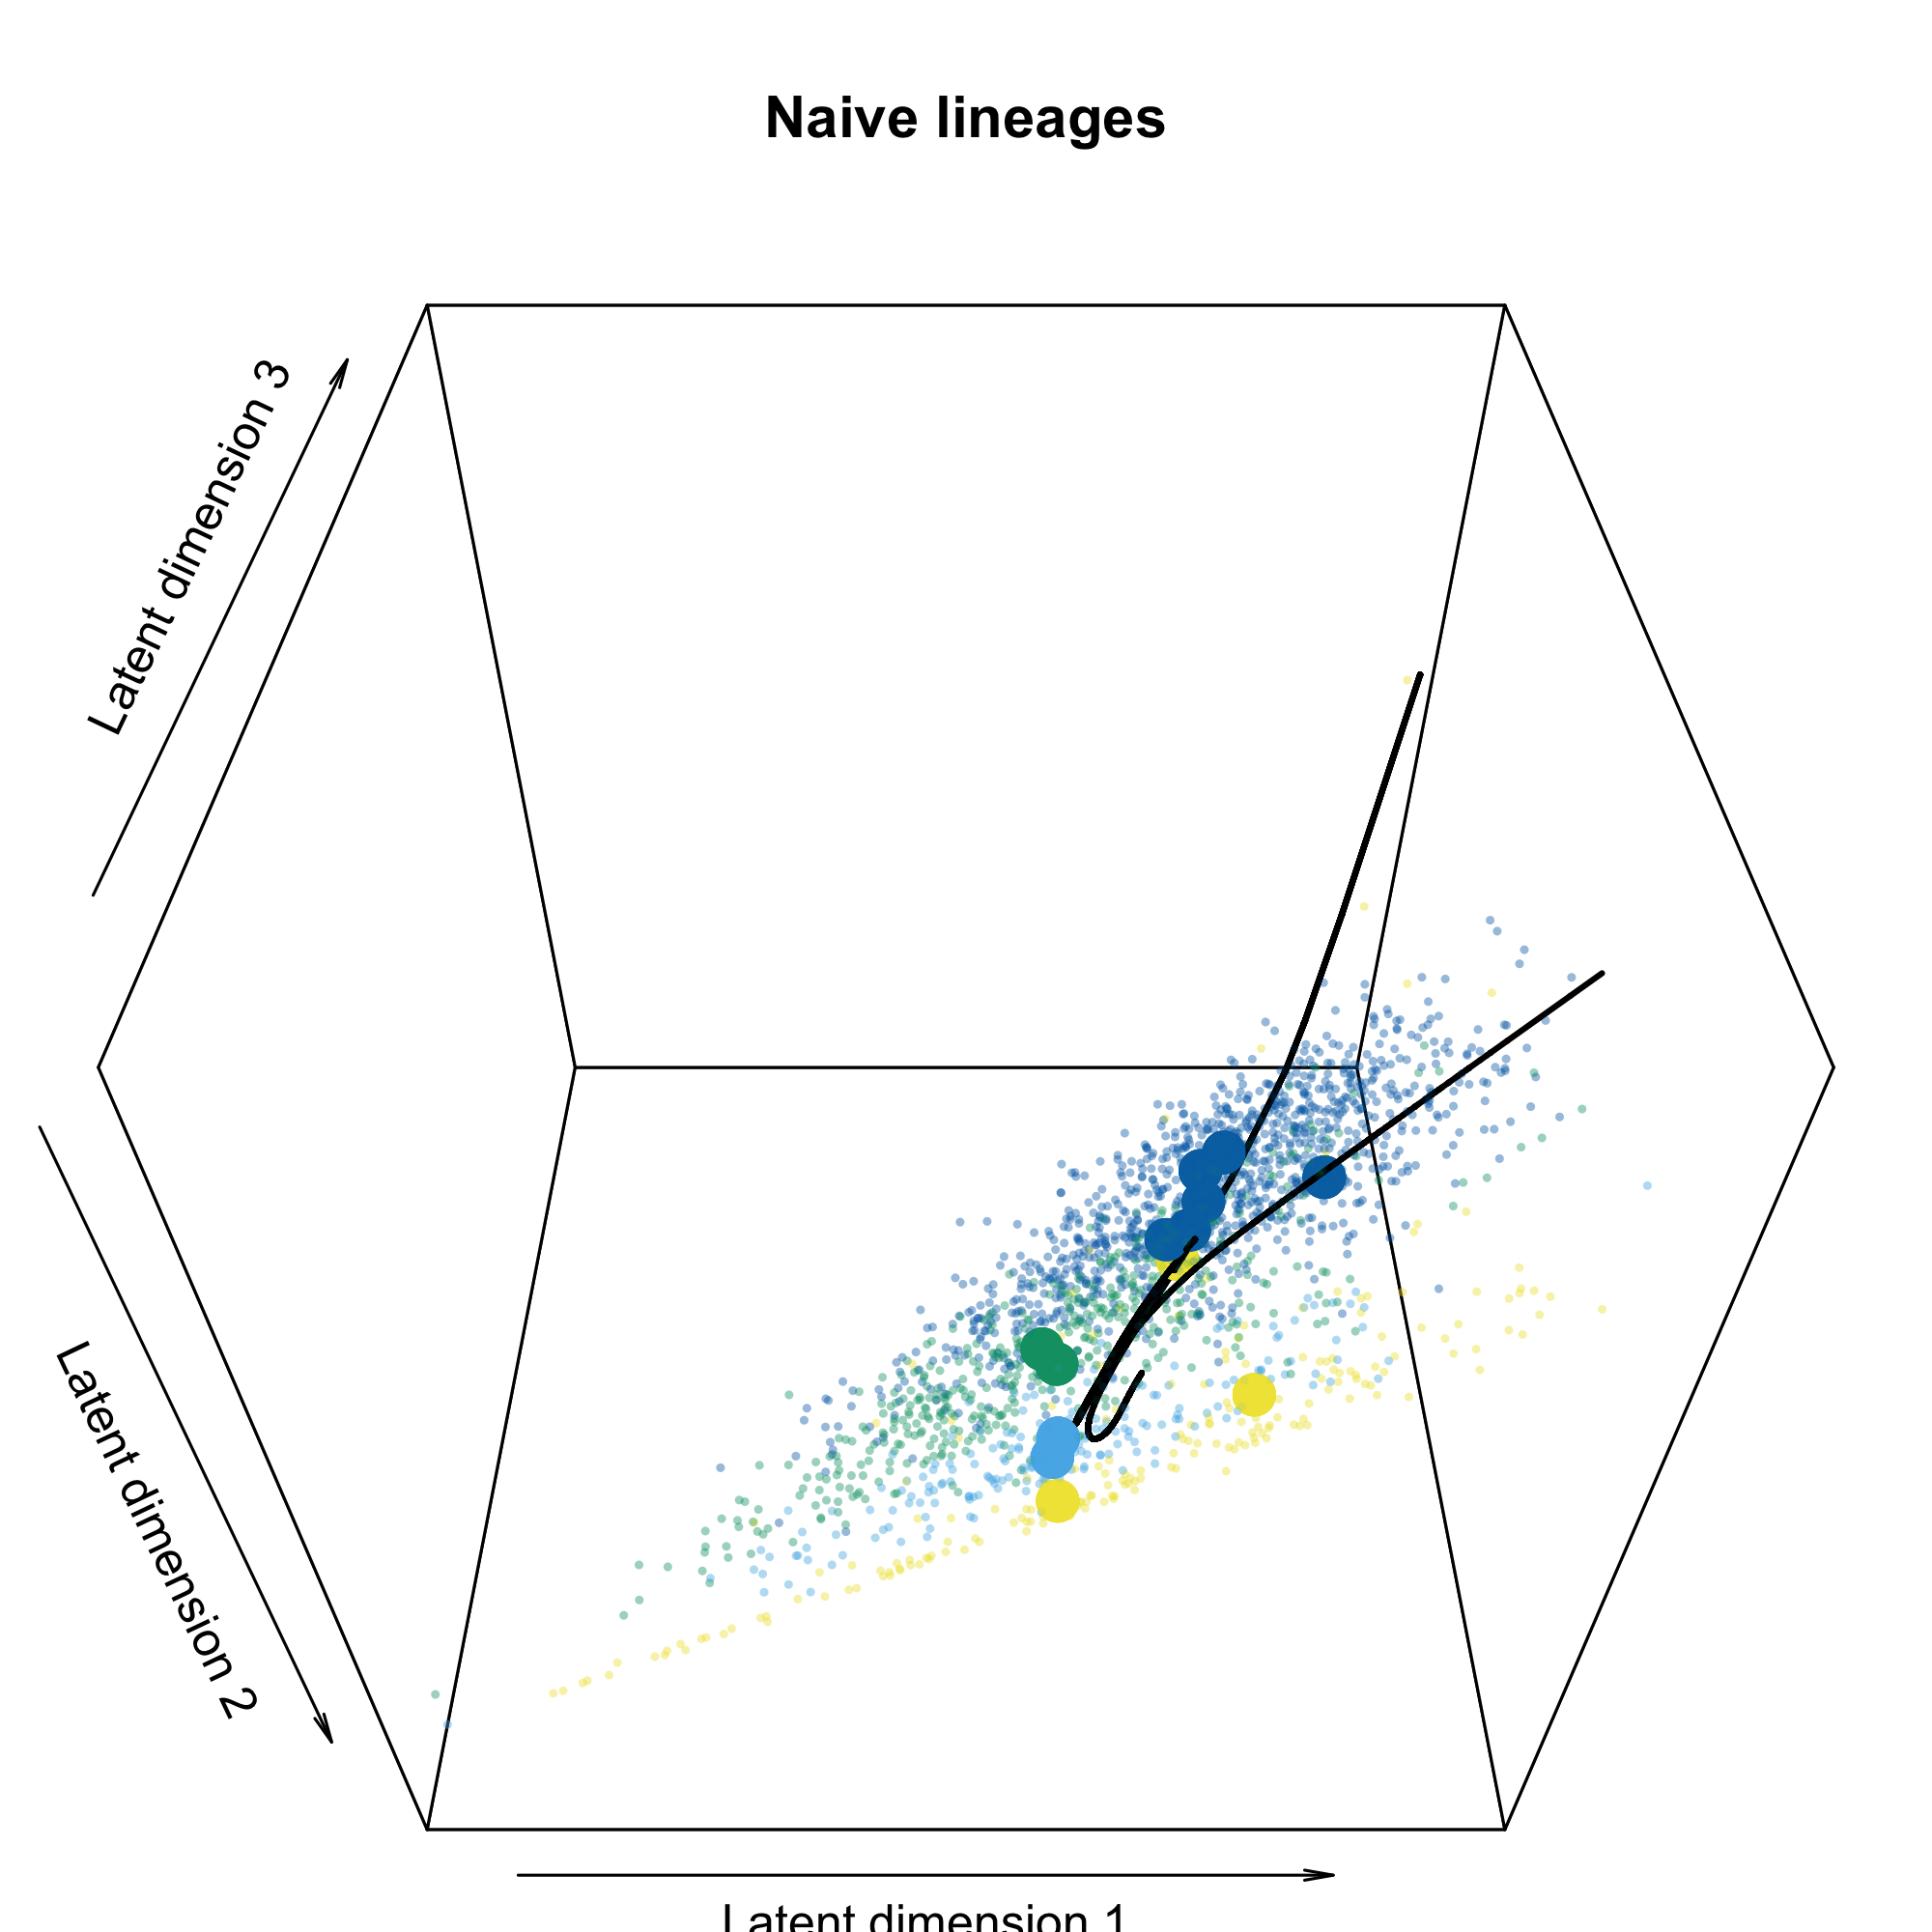 Naive lineages
Latent dimension 3
Latent dimension 2
Latent dimension 1